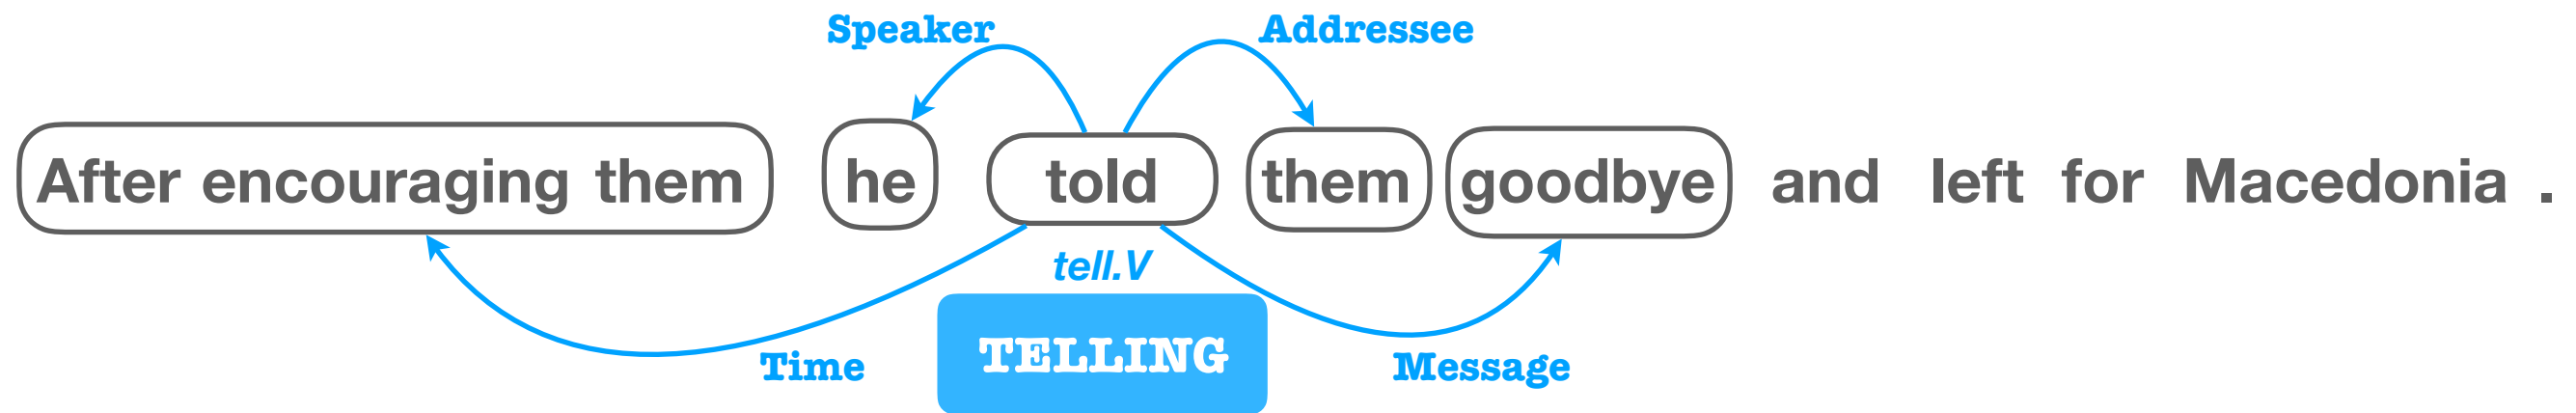 Speaker Addressee
After encouraging them he told them goodbye and left for Macedonia .
tell.V
TELLING
Time Message